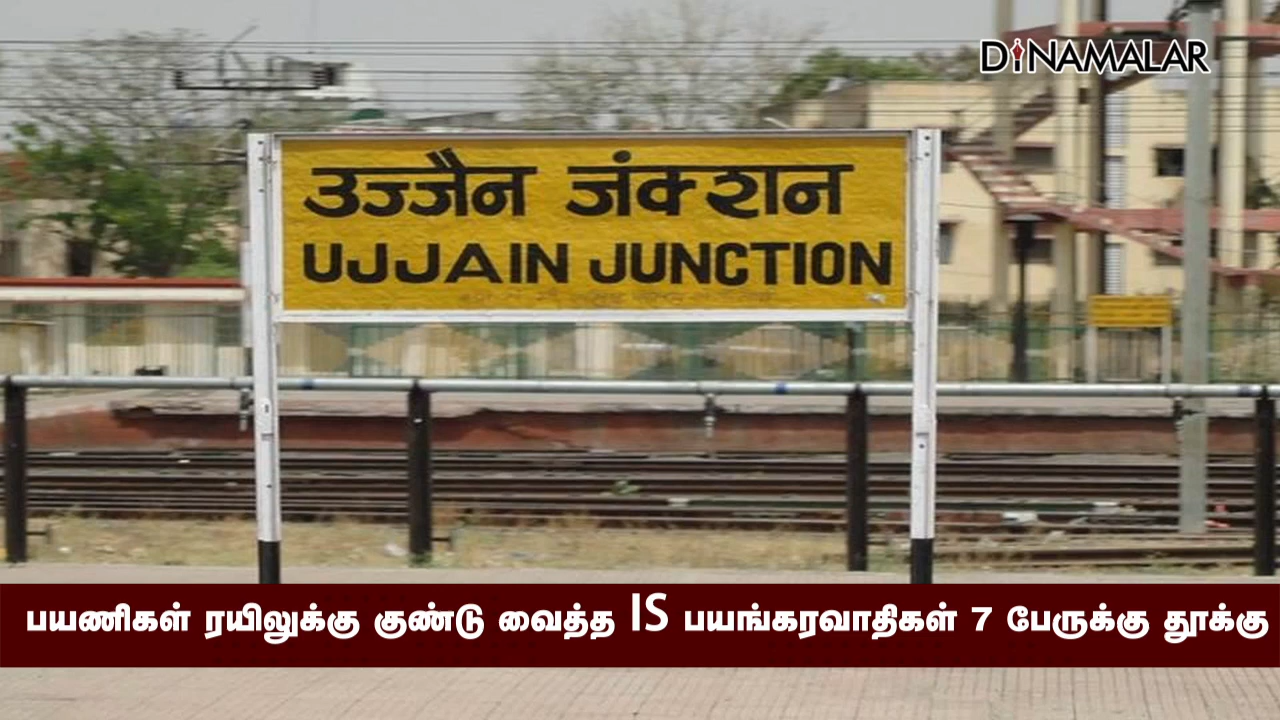 DINAMALAR
उज्जैन जंक्शन
UJJAIN JUNCTION
பயணிகள் ரயிலுக்கு குண்டு வைத்த IS பயங்கரவாதிகள் 7 பேருக்கு தூக்கு